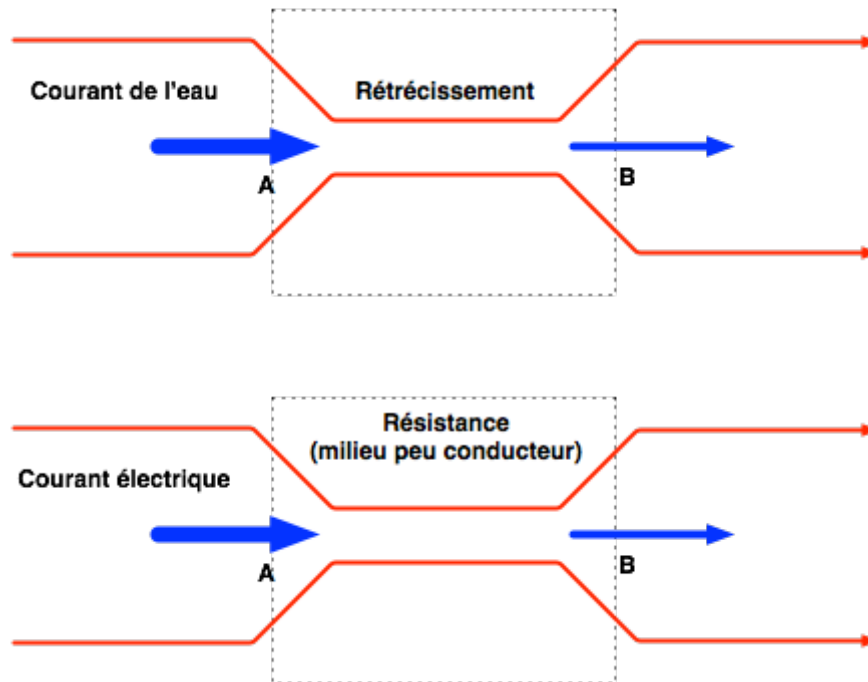 Courant de l'eau
Rétrécissement
A
B
Résistance
(milieu peu conducteur)
Courant électrique
A
B